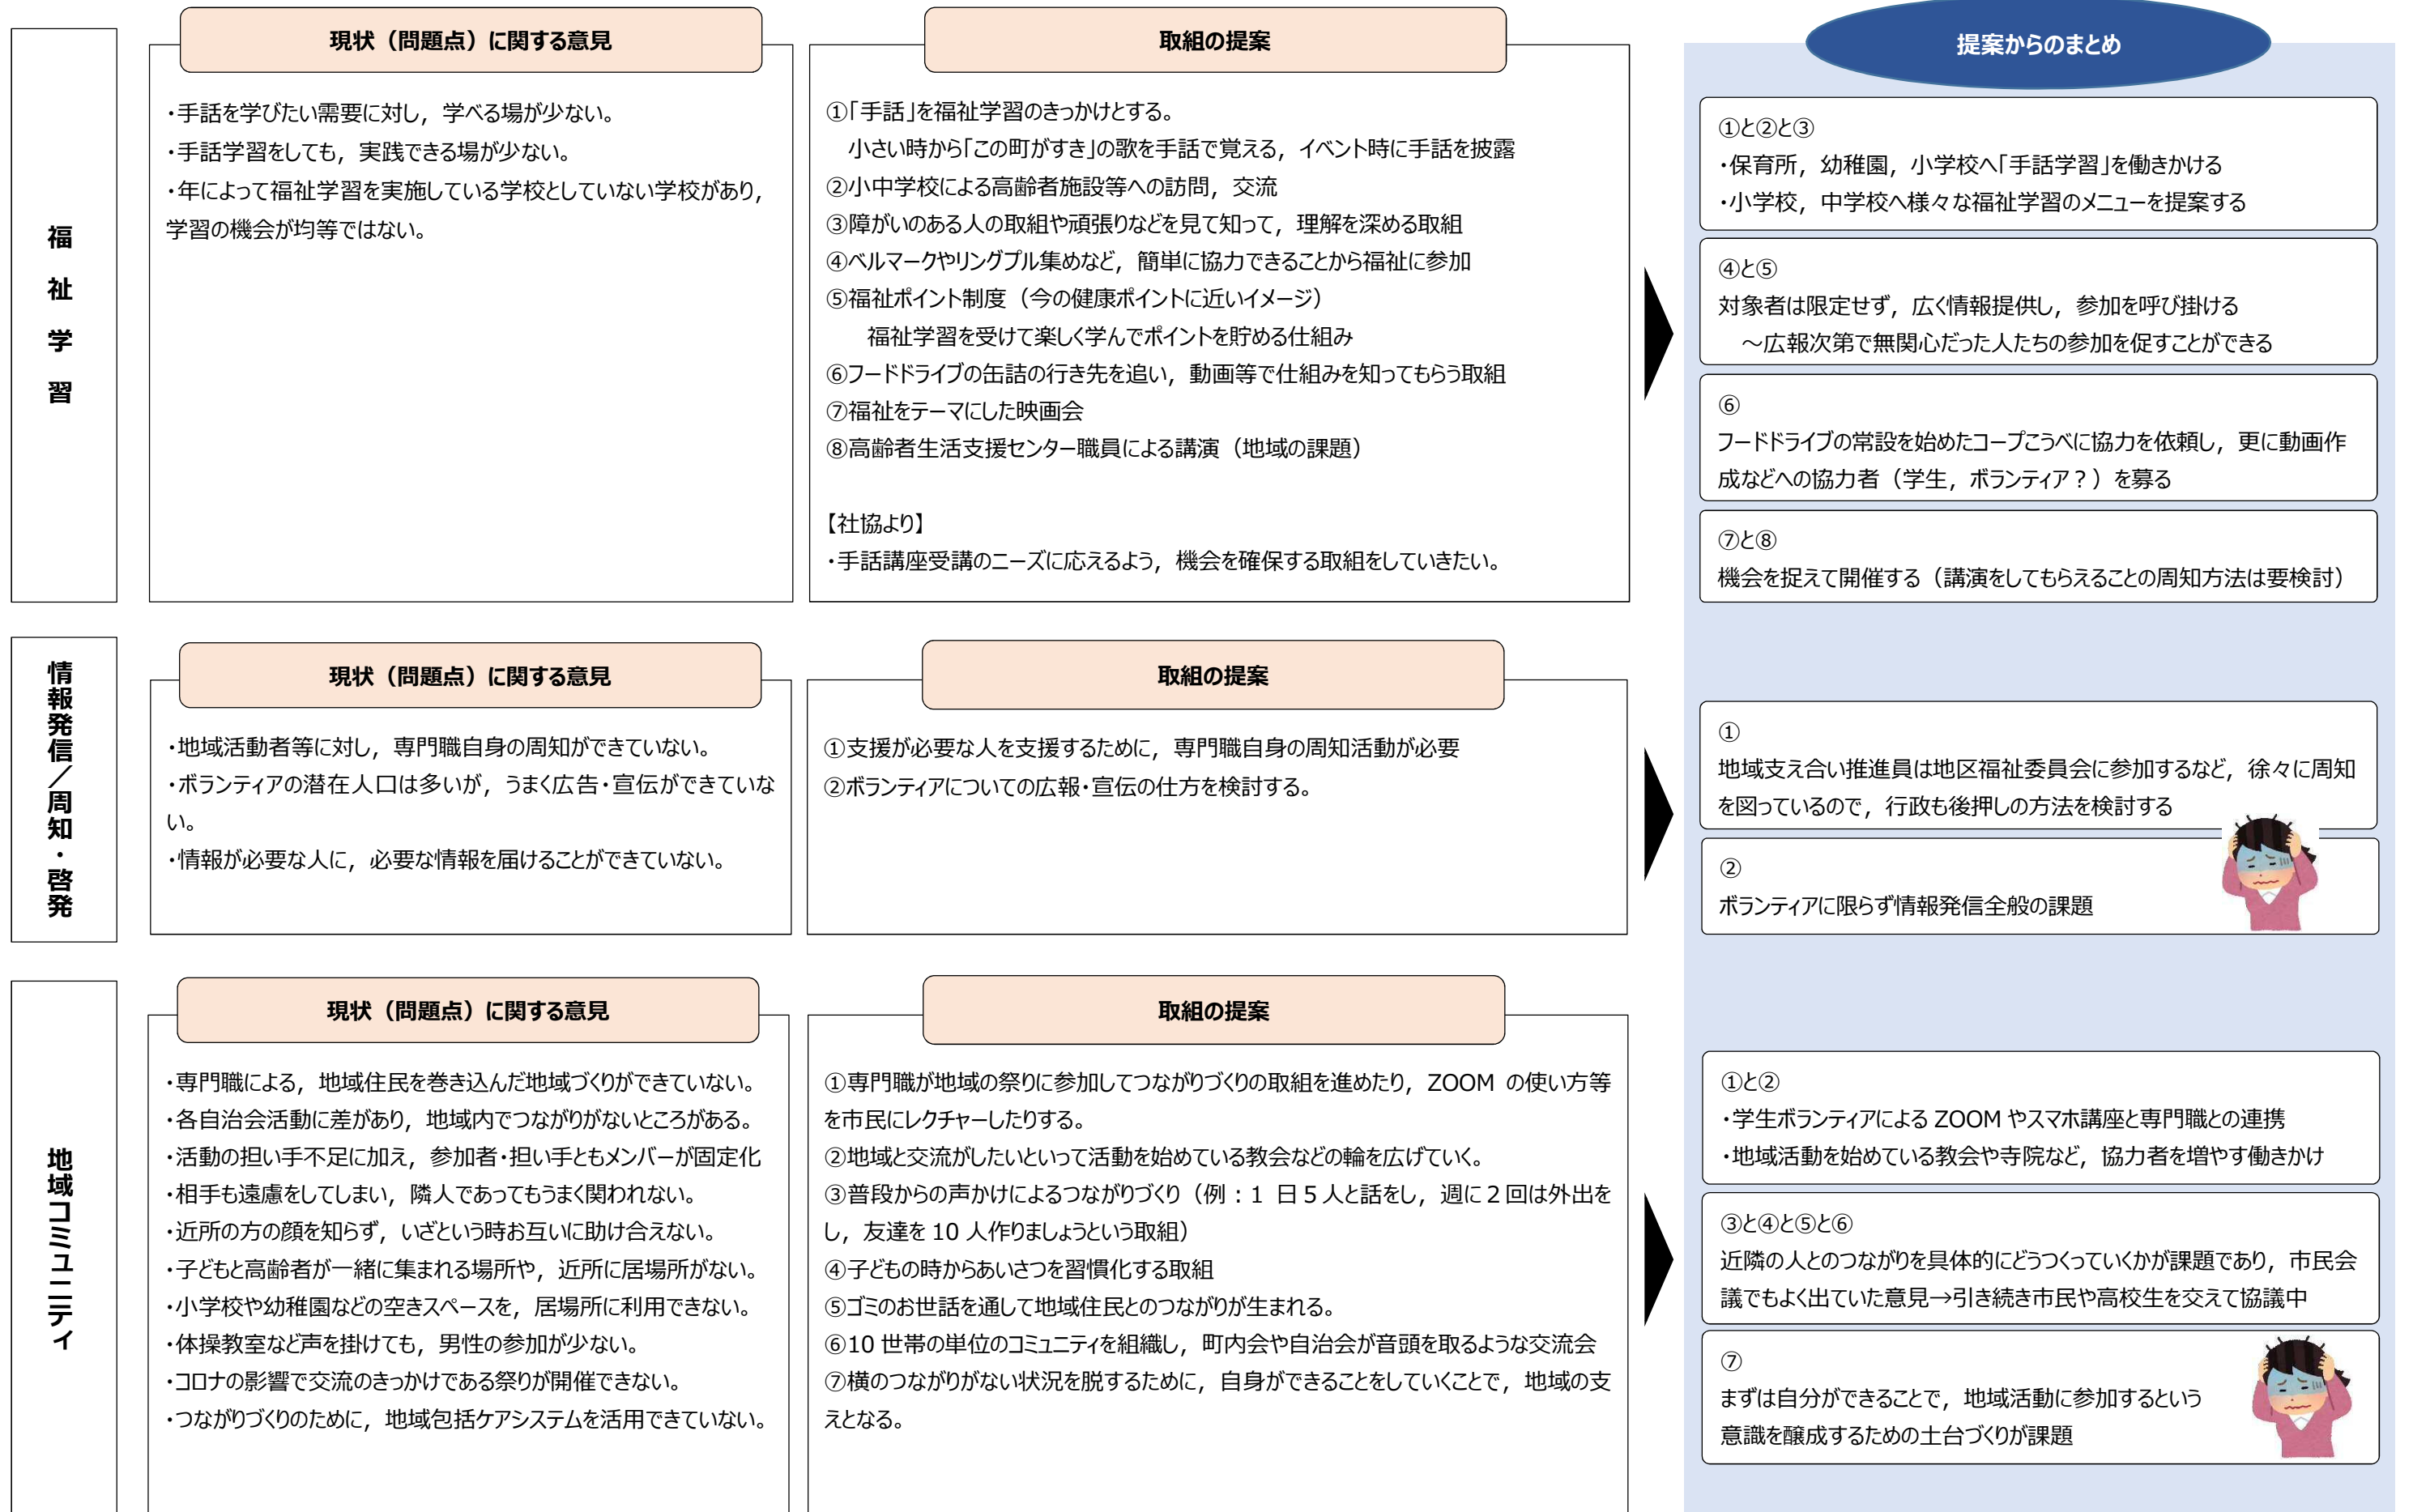 福祉学習
現状（問題点）に関する意見
・手話を学びたい需要に対し，学べる場が少ない。
・手話学習をしても，実践できる場が少ない。
・年によって福祉学習を実施している学校としていない学校があり，
学習の機会が均等ではない。
取組の提案
①「手話」を福祉学習のきっかけとする。
小さい時から「この町がすき」の歌を手話で覚える，イベント時に手話を披露
②小中学校による高齢者施設等への訪問，交流
③障がいのある人の取組や頑張りなどを見て知って，理解を深める取組
④ベルマークやリングプル集めなど，簡単に協力できることから福祉に参加
⑤福祉ポイント制度（今の健康ポイントに近いイメージ）
福祉学習を受けて楽しく学んでポイントを貯める仕組み
⑥フードドライブの缶詰の行き先を追い，動画等で仕組みを知ってもらう取組
⑦福祉をテーマにした映画会
⑧高齢者生活支援センター職員による講演（地域の課題）
【社協より】
・手話講座受講のニーズに応えるよう，機会を確保する取組をしていきたい。
提案からのまとめ
①と②と③
・保育所，幼稚園，小学校へ「手話学習」を働きかける
・小学校，中学校へ様々な福祉学習のメニューを提案する
④と⑤
対象者は限定せず，広く情報提供し，参加を呼び掛ける
～広報次第で無関心だった人たちの参加を促すことができる
⑥
フードドライブの常設を始めたコープこうべに協力を依頼し，更に動画作
成などへの協力者（学生，ボランティア？）を募る
⑦と⑧
機会を捉えて開催する（講演をしてもらえることの周知方法は要検討）
情報発信／周知・啓発
現状（問題点）に関する意見
・地域活動者等に対し，専門職自身の周知ができていない。
・ボランティアの潜在人口は多いが，うまく広告・宣伝ができていな
い。
・情報が必要な人に，必要な情報を届けることができていない。
取組の提案
①支援が必要な人を支援するために，専門職自身の周知活動が必要
②ボランティアについての広報・宣伝の仕方を検討する。
①
地域支え合い推進員は地区福祉委員会に参加するなど，徐々に周知
を図っているので，行政も後押しの方法を検討する
②
ボランティアに限らず情報発信全般の課題
地域コミュニティ
現状（問題点）に関する意見
・専門職による，地域住民を巻き込んだ地域づくりができていない。
・各自治会活動に差があり，地域内でつながりがないところがある。
・活動の担い手不足に加え，参加者・担い手ともメンバーが固定化
・相手も遠慮をしてしまい，隣人であってもうまく関われない。
・近所の方の顔を知らず，いざという時お互いに助け合えない。
・子どもと高齢者が一緒に集まれる場所や，近所に居場所がない。
・小学校や幼稚園などの空きスペースを，居場所に利用できない。
・体操教室など声を掛けても，男性の参加が少ない。
・コロナの影響で交流のきっかけである祭りが開催できない。
・つながりづくりのために，地域包括ケアシステムを活用できていない。
取組の提案
①専門職が地域の祭りに参加してつながりづくりの取組を進めたり，ZOOM の使い方等
を市民にレクチャーしたりする。
②地域と交流がしたいといって活動を始めている教会などの輪を広げていく。
③普段からの声かけによるつながりづくり（例：1 日５人と話をし，週に２回は外出を
し，友達を 10 人作りましょうという取組）
④子どもの時からあいさつを習慣化する取組
⑤ゴミのお世話を通して地域住民とのつながりが生まれる。
⑥10 世帯の単位のコミュニティを組織し，町内会や自治会が音頭を取るような交流会
⑦横のつながりがない状況を脱するために，自身ができることをしていくことで，地域の支
えとなる。
①と②
・学生ボランティアによる ZOOM やスマホ講座と専門職との連携
・地域活動を始めている教会や寺院など，協力者を増やす働きかけ
③と④と⑤と⑥
近隣の人とのつながりを具体的にどうつくっていくかが課題であり，市民会
議でもよく出ていた意見→引き続き市民や高校生を交えて協議中
⑦
まずは自分ができることで，地域活動に参加するという
意識を醸成するための土台づくりが課題